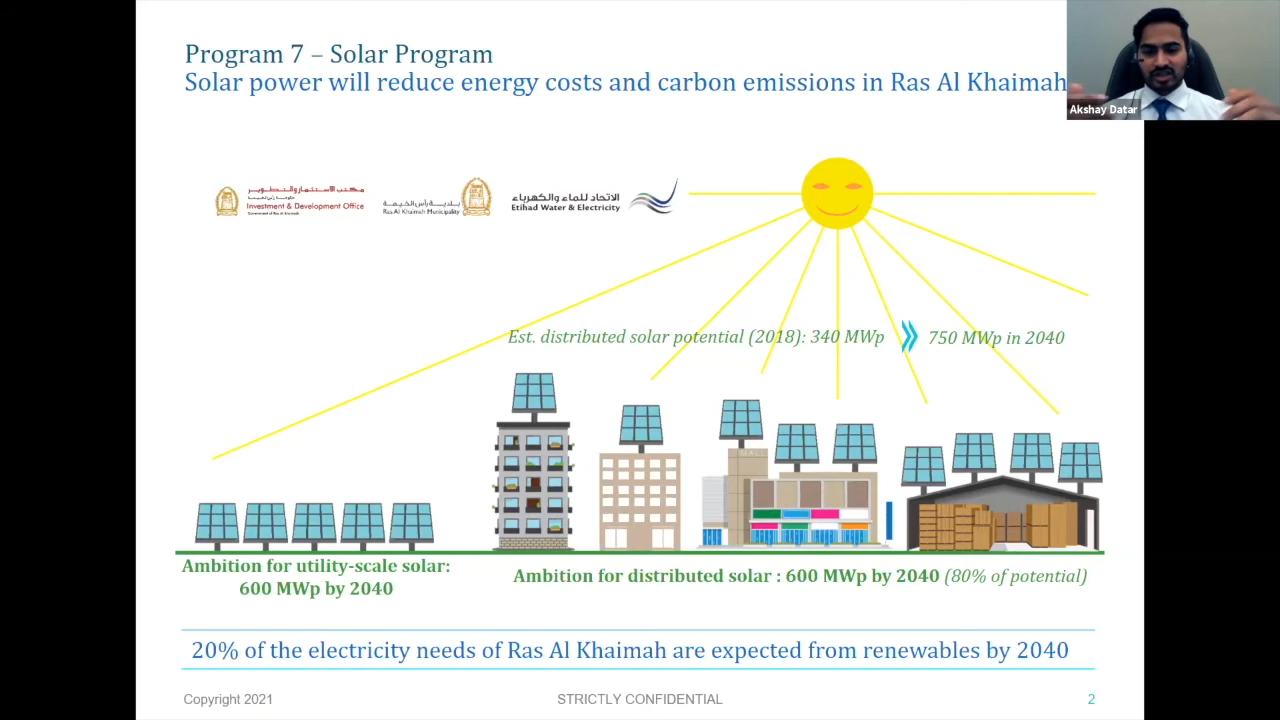 Program 7 – Solar Program
Solar power will reduce energy costs and carbon emissions in Ras Al Khaimah
Akshay Datar
مكتب الاستثمار والتطوير
Investment & Development Office
Government of Ras Al Khaimah
بلدية رأس الخيمة
Ras Al Khaimah Municipality
الاتحاد للماء والكهرباء
Etihad Water & Electricity
Est. distributed solar potential (2018): 340 MWp
750 MWp in 2040
MALL
Ambition for utility-scale solar:
600 MWp by 2040
Ambition for distributed solar : 600 MWp by 2040 (80% of potential)
20% of the electricity needs of Ras Al Khaimah are expected from renewables by 2040
Copyright 2021
STRICTLY CONFIDENTIAL
2